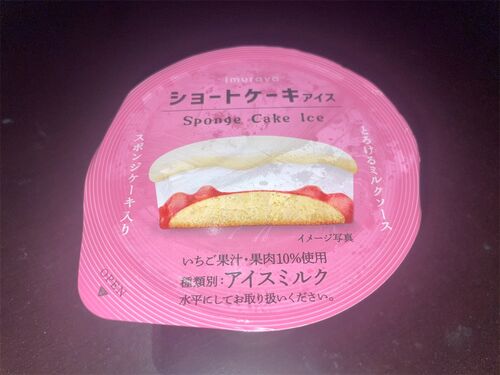 imuraya
ショートケーキアイス
Sponge Cake Ice
スポンジケーキ入り
とろけるミルクソース
イメージ写真
いちご果汁・果肉10%使用
種類別:アイスミルク
水平にしてお取り扱いください。
OPEN